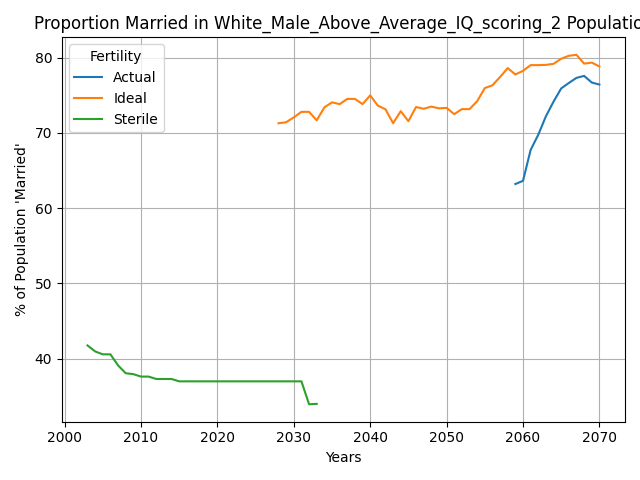 Proportion Married in White_Male_Above_Average_IQ_scoring_2 Populatio
Fertility
Actual
Ideal
Sterile
80
70
60
50
40
% of Population 'Married'
2000 2010 2020 2030 2040 2050 2060 2070
Years